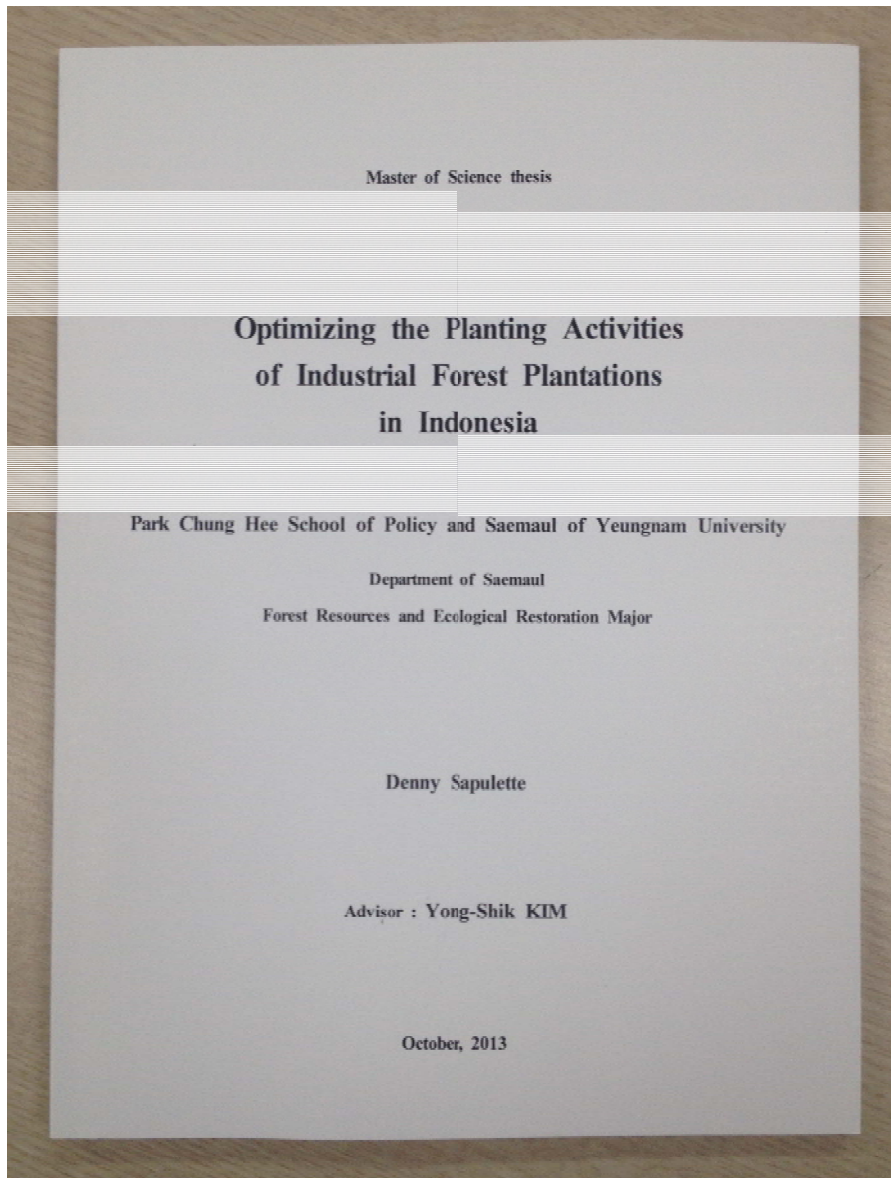 Master of Science thesis
Optimizing the Planting Activities
of Industrial Forest Plantations
in Indonesia
Park Chung Hee School of Policy and Saemaul of Yeungnam University
Department of Saemaul
Forest Resources and Ecological Restoration Major
Denny Sapulette
Advisor : Yong-Shik KIM
October, 2013